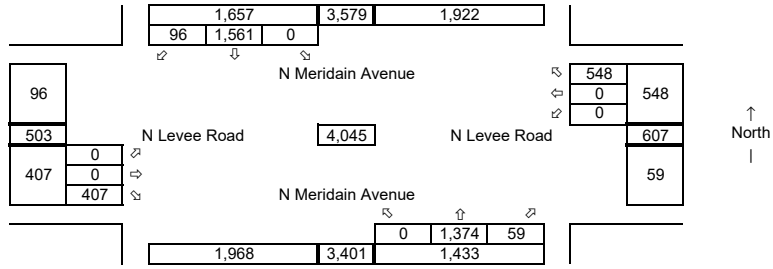 1,657 3,579 1,922
96 1,561 0
N Meridain Avenue
548
96 0 548
0
503 N Levee Road 4,045 N Levee Road 607
↑
North
|
0
407 0 59
407
N Meridain Avenue
0 1,374 59
1,968 3,401 1,433